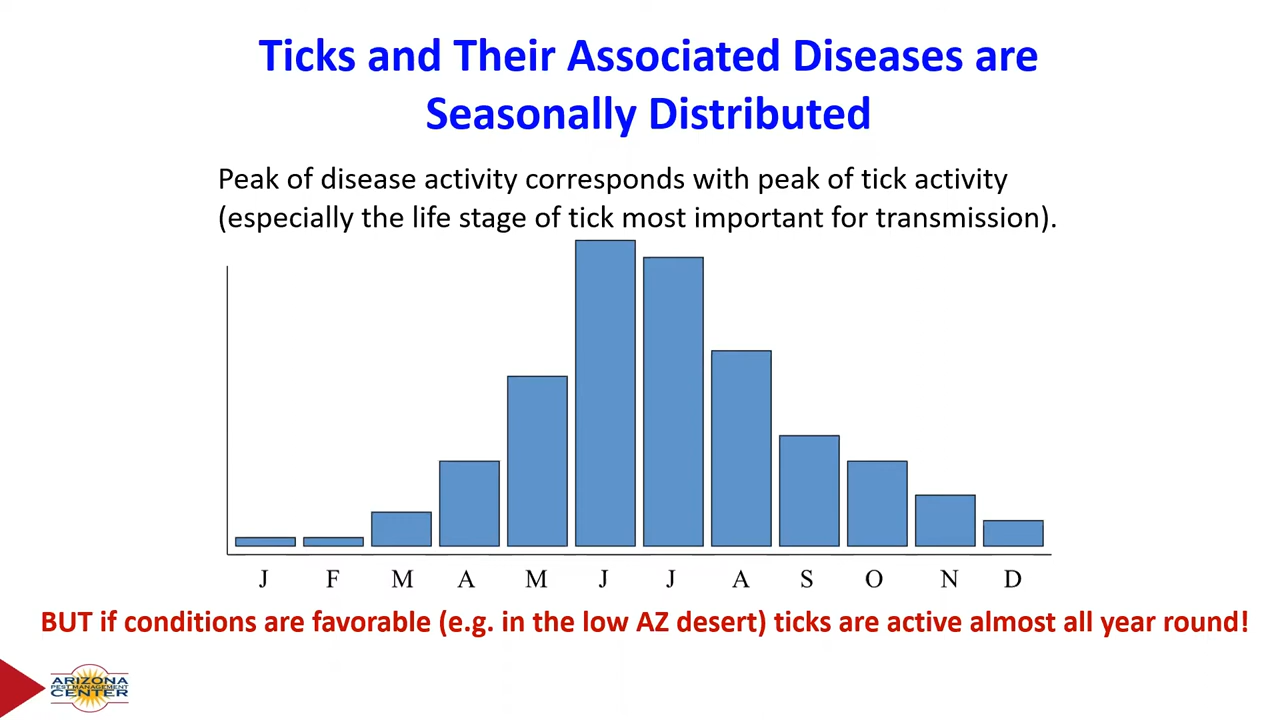 Ticks and Their Associated Diseases are
Seasonally Distributed
Peak of disease activity corresponds with peak of tick activity
(especially the life stage of tick most important for transmission).
J F M A M J J A S O N D
BUT if conditions are favorable (e.g. in the low AZ desert) ticks are active almost all year round!
ARIZONA
PEST MANAGEMENT
CENTER